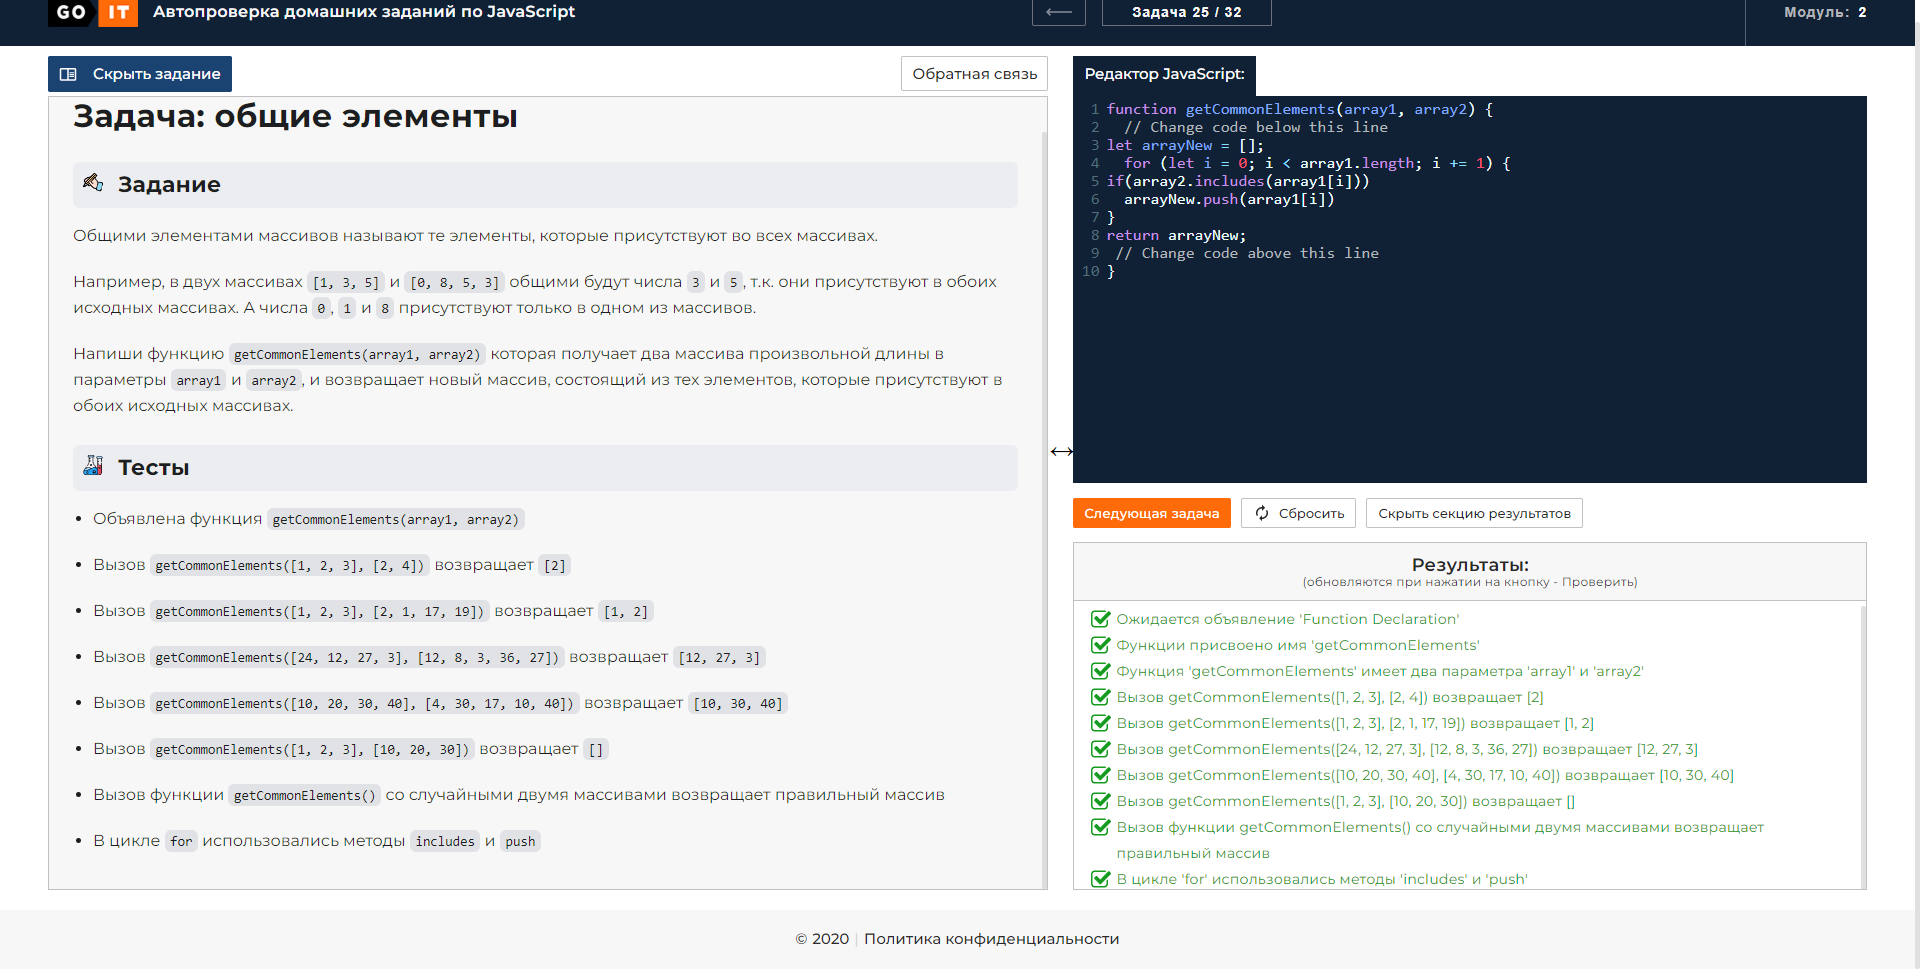 GO IT Автопроверка домашних заданий по JavaScript
Задача 25 / 32
Модуль: 2
Скрыть задание
Обратная связь
Задача: общие элементы
Задание
Общими элементами массивов называют те элементы, которые присутствуют во всех массивах.
Например, в двух массивах [1, 3, 5] и [0, 8, 5, 3] общими будут числа 3 и 5, т.к. они присутствуют в обоих
исходных массивах. А числа 0, 1 и 8 присутствуют только в одном из массивов.
Напиши функцию getCommonElements(array1, array2) которая получает два массива произвольной длины в
параметры array1 и array2, и возвращает новый массив, состоящий из тех элементов, которые присутствуют в
обоих исходных массивах.
Тесты
• Объявлена функция getCommonElements(array1, array2)
• Вызов getCommonElements([1, 2, 3], [2, 4]) возвращает [2]
• Вызов getCommonElements([1, 2, 3], [2, 1, 17, 19]) возвращает [1, 2]
• Вызов getCommonElements([24, 12, 27, 3], [12, 8, 3, 36, 27]) возвращает [12, 27, 3]
• Вызов getCommonElements([10, 20, 30, 40], [4, 30, 17, 10, 40]) возвращает [10, 30, 40]
• Вызов getCommonElements([1, 2, 3], [10, 20, 30]) возвращает []
• Вызов функции getCommonElements() со случайными двумя массивами возвращает правильный массив
• В цикле for использовались методы includes и push
Редактор JavaScript:
1 function getCommonElements(array1, array2) {
2   // Change code below this line
3 let arrayNew = [];
4   for (let i = 0; i < array1.length; i += 1) {
5 if(array2.includes(array1[i]))
6   arrayNew.push(array1[i])
7 }
8 return arrayNew;
9  // Change code above this line
10 }
Следующая задача
Сбросить
Скрыть секцию результатов
Результаты:
(обновляются при нажатии на кнопку - Проверить)
Ожидается объявление 'Function Declaration'
Функции присвоено имя 'getCommonElements'
Функция 'getCommonElements' имеет два параметра 'array1' и 'array2'
Вызов getCommonElements([1, 2, 3], [2, 4]) возвращает [2]
Вызов getCommonElements([1, 2, 3], [2, 1, 17, 19]) возвращает [1, 2]
Вызов getCommonElements([24, 12, 27, 3], [12, 8, 3, 36, 27]) возвращает [12, 27, 3]
Вызов getCommonElements([10, 20, 30, 40], [4, 30, 17, 10, 40]) возвращает [10, 30, 40]
Вызов getCommonElements([1, 2, 3], [10, 20, 30]) возвращает []
Вызов функции getCommonElements() со случайными двумя массивами возвращает
правильный массив
В цикле 'for' использовались методы 'includes' и 'push'
© 2020 | Политика конфиденциальности